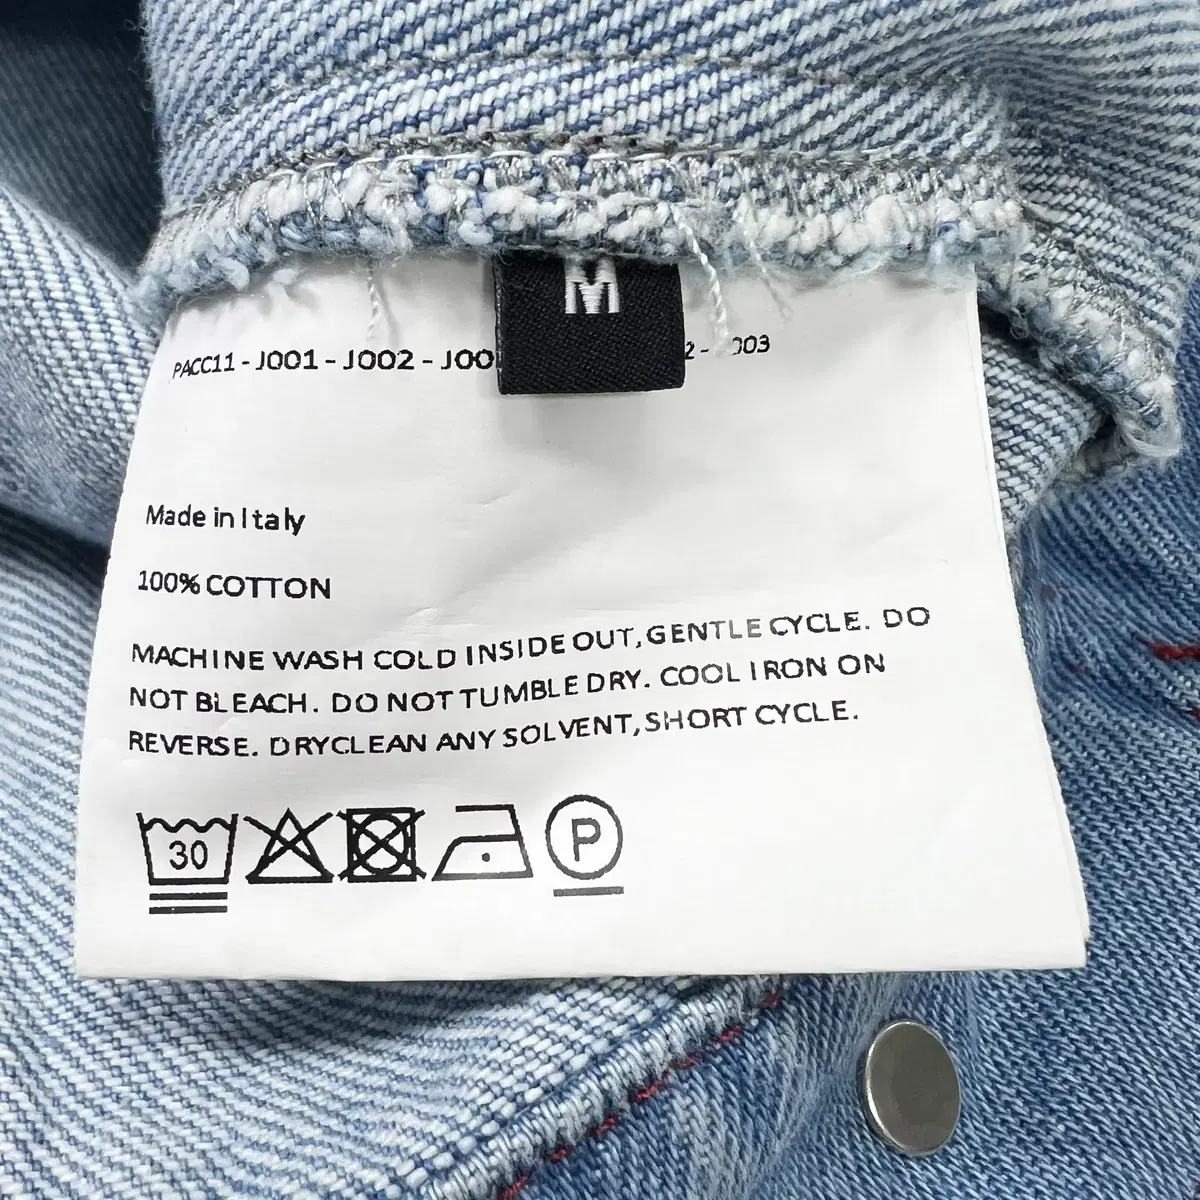 M
PACC11 - J001 - J002 - J00 2 - 003
Made in Italy
100% COTTON
MACHINE WASH COLD INSIDE OUT, GENTLE CYCLE. DO
NOT BLEACH. DO NOT TUMBLE DRY. COOL IRON ON
REVERSE. DRYCLEAN ANY SOLVENT, SHORT CYCLE.
30 P